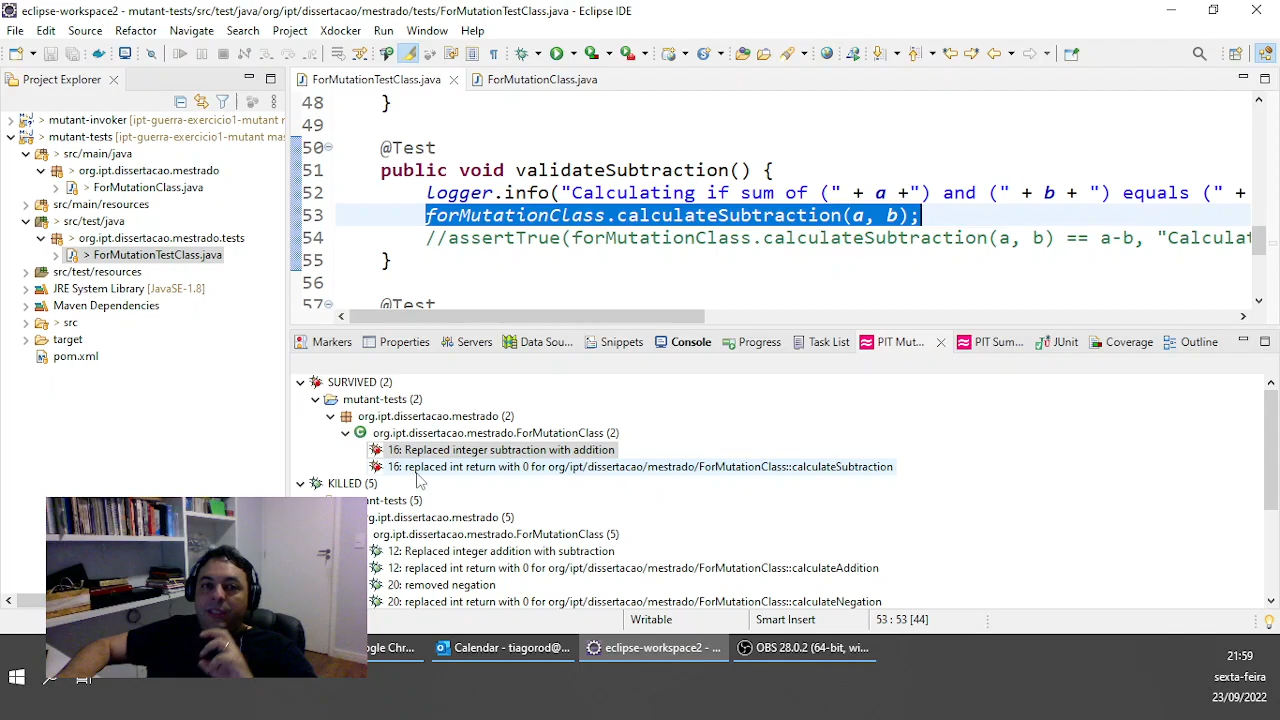 eclipse-workspace2 - mutant-tests/src/test/java/org/ipt/dissertacao/mestrado/tests/ForMutationTestClass.java - Eclipse IDE
File Edit Source Refactor Navigate Search Project Xdocker Run Window Help
Project Explorer
ForMutationTestClass.java
ForMutationClass.java
> mutant-invoker [ipt-guerra-exercicio1-mutant r
> mutant-tests [ipt-guerra-exercicio1-mutant mas
> src/main/java
> org.ipt.dissertacao.mestrado
> ForMutationClass.java
src/main/resources
> src/test/java
> org.ipt.dissertacao.mestrado.tests
> ForMutationTestClass.java
src/test/resources
JRE System Library [JavaSE-1.8]
Maven Dependencies
> src
target
pom.xml
48 }
49
50 @Test
51 public void validateSubtraction() {
52 Logger.info("Calculating if sum of (" + a +") and (" + b + ") equals (" +
53 forMutationClass.calculateSubtraction(a, b);
54 //assertTrue(forMutationClass.calculateSubtraction(a, b) == a-b, "Calculat
55 }
56
57 @Test
Markers Properties Servers Data Sou... Snippets Console Progress Task List PIT Mut... PIT Sum... JUnit Coverage Outline
SURVIVED (2)
mutant-tests (2)
org.ipt.dissertacao.mestrado (2)
org.ipt.dissertacao.mestrado.ForMutationClass (2)
16: Replaced integer subtraction with addition
16: replaced int return with 0 for org/ipt/dissertacao/mestrado/ForMutationClass::calculateSubtraction
KILLED (5)
ant-tests (5)
rg.ipt.dissertacao.mestrado (5)
org.ipt.dissertacao.mestrado.ForMutationClass (5)
12: Replaced integer addition with subtraction
12: replaced int return with 0 for org/ipt/dissertacao/mestrado/ForMutationClass::calculateAddition
20: removed negation
20: replaced int return with 0 for org/ipt/dissertacao/mestrado/ForMutationClass::calculateNegation
Writable
Smart Insert
53 : 53 [44]
gle Chr...
Calendar - tiagorod@...
eclipse-workspace2 - ...
OBS 28.0.2 (64-bit, wi...
21:59
sexta-feira
23/09/2022